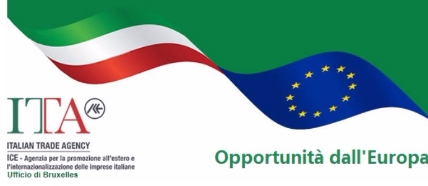 ITA®
ITALIAN TRADE AGENCY
ICE - Agenzia per la promozione all'estero e
l'internazionalizzazione delle imprese italiane
Ufficio di Bruxelles
Opportunità dall'Europa